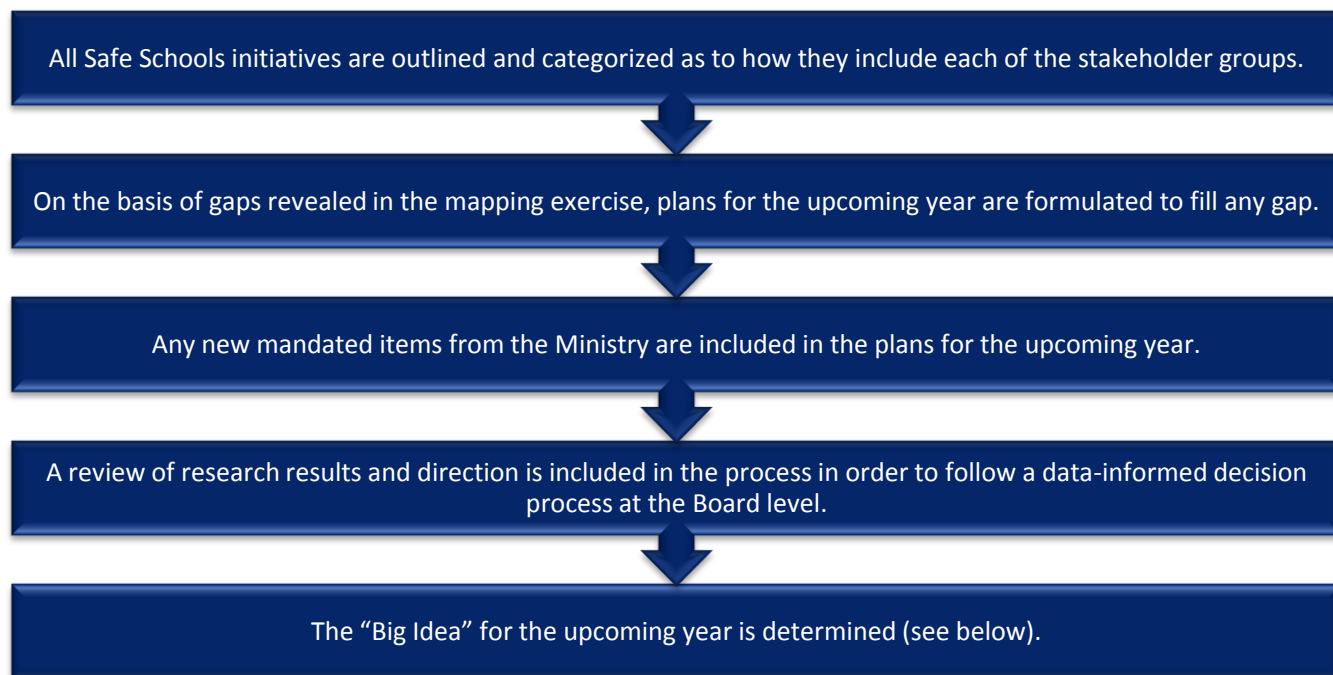 All Safe Schools initiatives are outlined and categorized as to how they include each of the stakeholder groups.
On the basis of gaps revealed in the mapping exercise, plans for the upcoming year are formulated to fill any gap.
Any new mandated items from the Ministry are included in the plans for the upcoming year.
A review of research results and direction is included in the process in order to follow a data-informed decision
process at the Board level.
The “Big Idea” for the upcoming year is determined (see below).